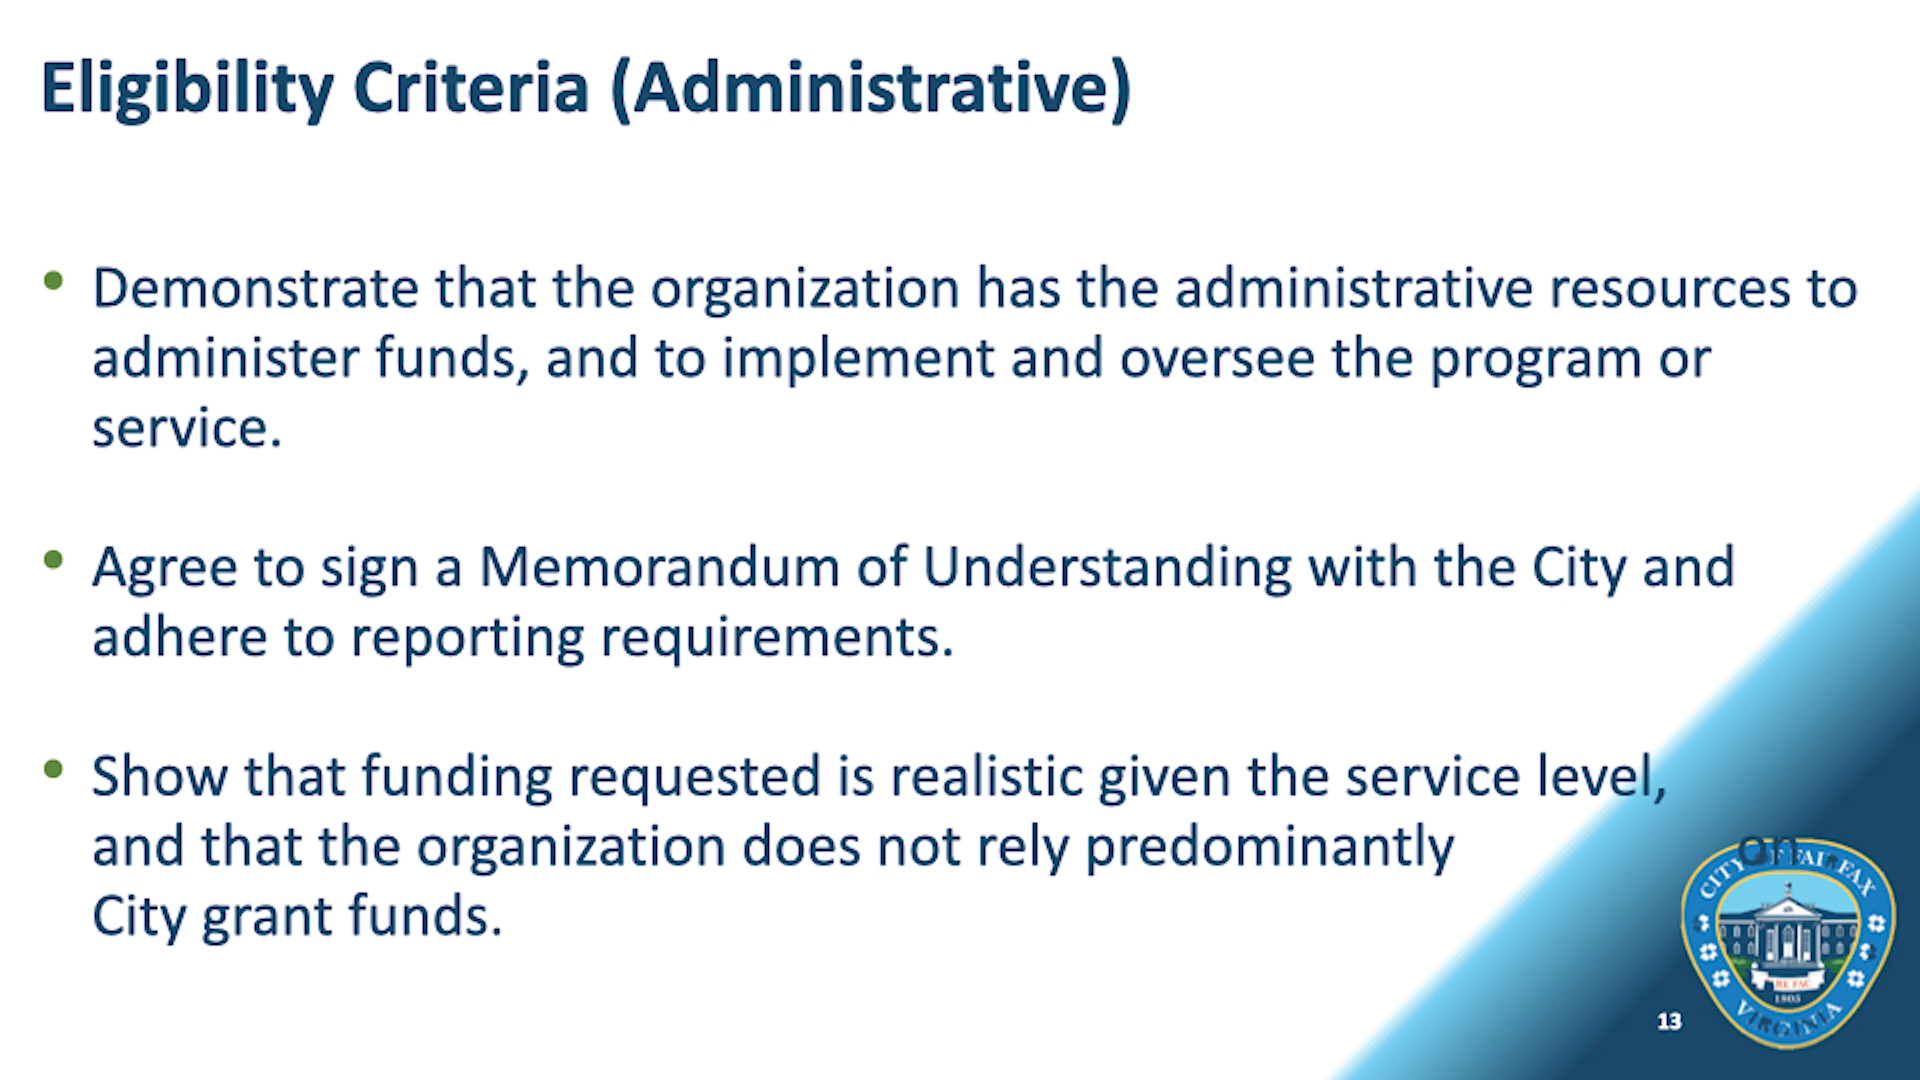 Eligibility Criteria (Administrative)
• Demonstrate that the organization has the administrative resources to
administer funds, and to implement and oversee the program or
service.
• Agree to sign a Memorandum of Understanding with the City and
adhere to reporting requirements.
• Show that funding requested is realistic given the service level,
and that the organization does not rely predominantly on
City grant funds.
CITY OF FAIRFAX
1805
VIRGINIA
13